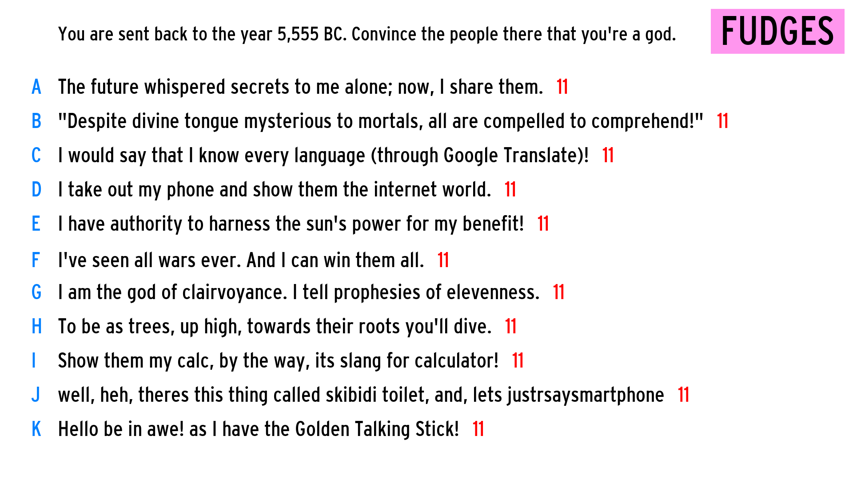 You are sent back to the year 5,555 BC. Convince the people there that you're a god.
FUDGES
A The future whispered secrets to me alone; now, I share them. 11
B "Despite divine tongue mysterious to mortals, all are compelled to comprehend!" 11
C I would say that I know every language (through Google Translate)! 11
D I take out my phone and show them the internet world. 11
E I have authority to harness the sun's power for my benefit! 11
F I've seen all wars ever. And I can win them all. 11
G I am the god of clairvoyance. I tell prophesies of elevenness. 11
H To be as trees, up high, towards their roots you'll dive. 11
I Show them my calc, by the way, its slang for calculator! 11
J well, heh, theres this thing called skibidi toilet, and, lets justrsaysmartphone 11
K Hello be in awe! as I have the Golden Talking Stick! 11